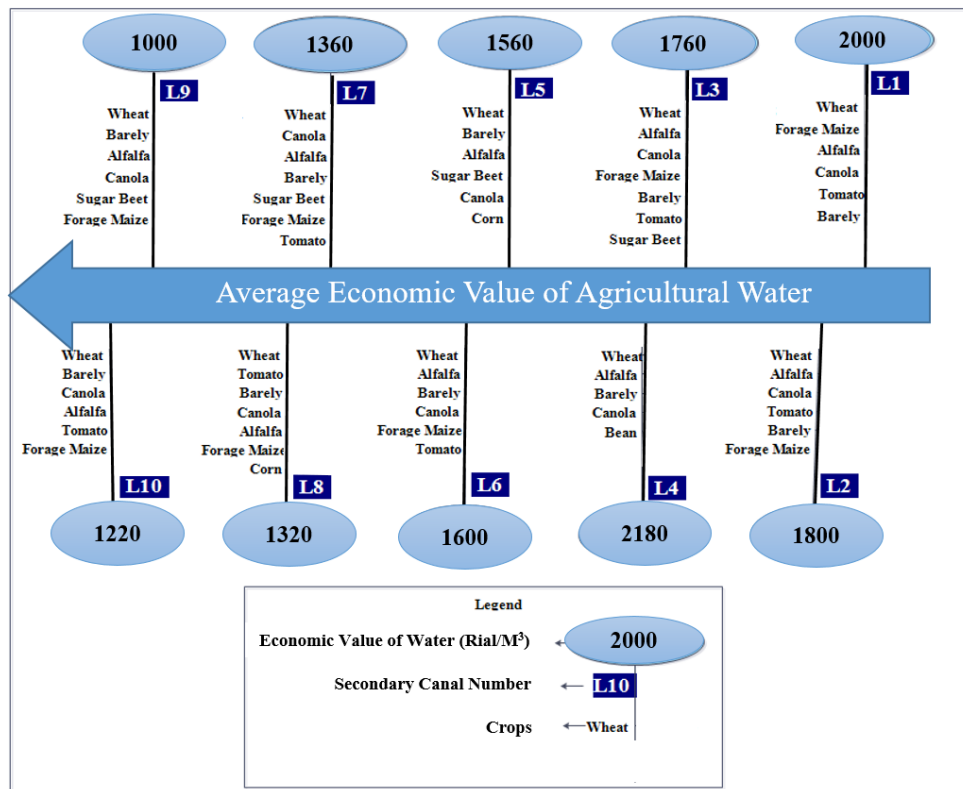 1000
1360
1560
1760
2000
L9
L7
L5
L3
L1
Wheat
Barely
Alfalfa
Canola
Sugar Beet
Forage Maize
Wheat
Canola
Alfalfa
Barely
Sugar Beet
Forage Maize
Tomato
Wheat
Barely
Alfalfa
Sugar Beet
Canola
Corn
Wheat
Alfalfa
Canola
Forage Maize
Barely
Tomato
Sugar Beet
Wheat
Forage Maize
Alfalfa
Canola
Tomato
Barely
Average Economic Value of Agricultural Water
Wheat
Barely
Canola
Alfalfa
Tomato
Forage Maize
Wheat
Tomato
Barely
Canola
Alfalfa
Forage Maize
Corn
Wheat
Alfalfa
Barely
Canola
Forage Maize
Tomato
Wheat
Alfalfa
Barely
Canola
Bean
Wheat
Alfalfa
Canola
Tomato
Barely
Forage Maize
L10
L8
L6
L4
L2
1220
1320
1600
2180
1800
Legend
Economic Value of Water (Rial/M³)
2000
Secondary Canal Number
L10
Crops
Wheat